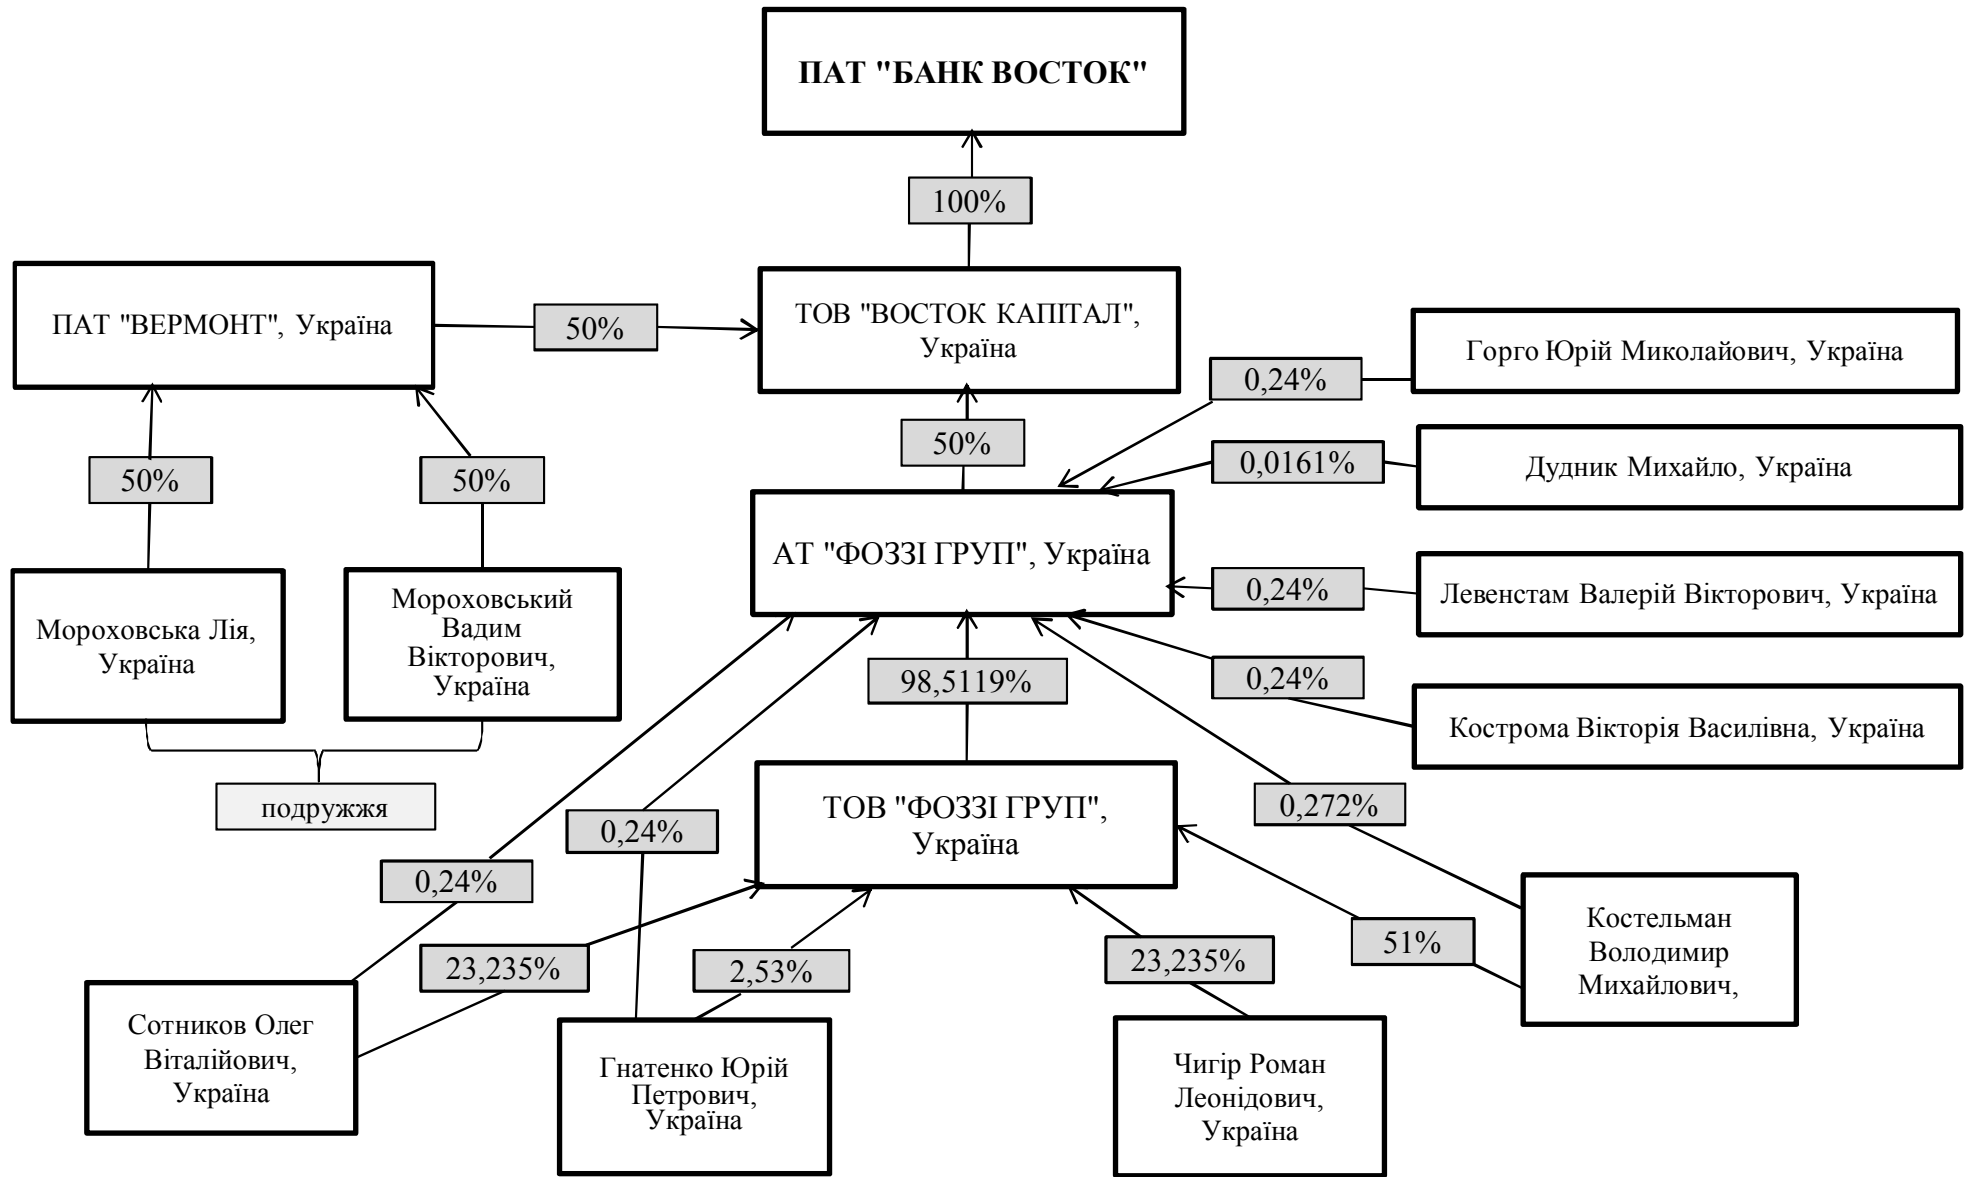 ПАТ "БАНК ВОСТОК"
100%
ПАТ "ВЕРМОНТ", Україна
50%
ТОВ "ВОСТОК КАПІТАЛ",
Україна
Горго Юрій Миколайович, Україна
0,24%
50%
0,0161%
Дудник Михайло, Україна
50%
50%
АТ "ФОЗЗІ ГРУП", Україна
0,24%
Левенстам Валерій Вікторович, Україна
Мороховська Лія,
Україна
Мороховський
Вадим
Вікторович,
Україна
98,5119%
0,24%
Кострома Вікторія Василівна, Україна
подружжя
0,24%
ТОВ "ФОЗЗІ ГРУП",
Україна
0,272%
0,24%
23,235%
2,53%
23,235%
51%
Костельман
Володимир
Михайлович,
Сотников Олег
Віталійович,
Україна
Гнатенко Юрій
Петрович,
Україна
Чигір Роман
Леонідович,
Україна